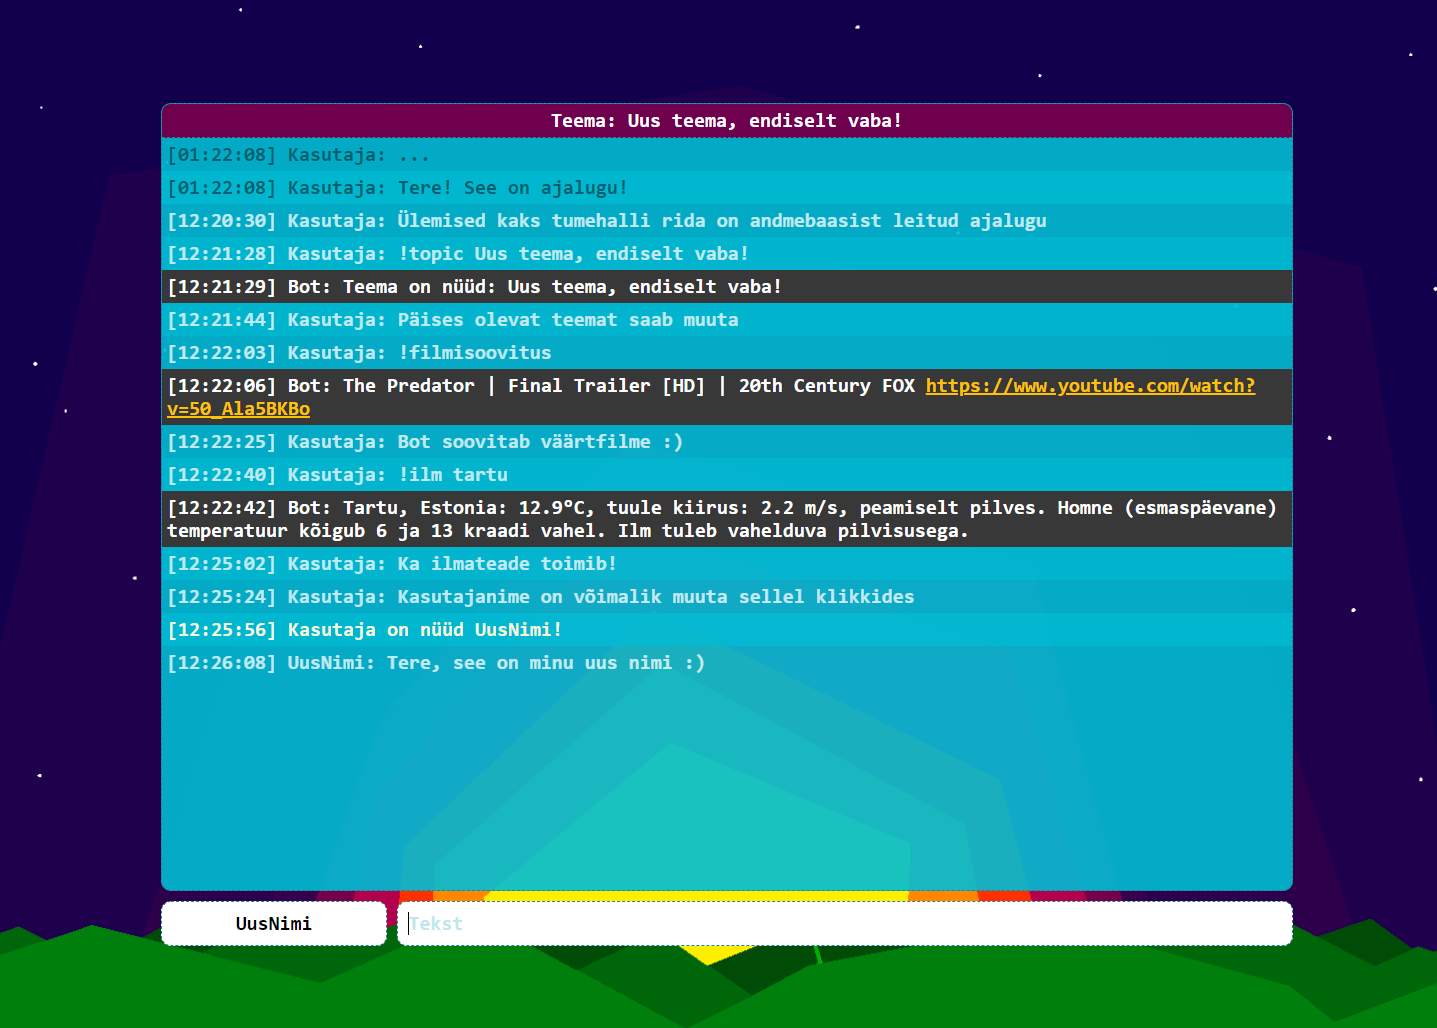 Teema: Uus teema, endiselt vaba!
[01:22:08] Kasutaja: ...
[01:22:08] Kasutaja: Tere! See on ajalugu!
[12:20:30] Kasutaja: Ülemised kaks tumehalli rida on andmebaasist leitud ajalugu
[12:21:28] Kasutaja: !topic Uus teema, endiselt vaba!
[12:21:29] Bot: Teema on nüüd: Uus teema, endiselt vaba!
[12:21:44] Kasutaja: Päises olevat teemat saab muuta
[12:22:03] Kasutaja: !filmisoovitus
[12:22:06] Bot: The Predator | Final Trailer [HD] | 20th Century FOX https://www.youtube.com/watch?
v=50_Ala5BKBo
[12:22:25] Kasutaja: Bot soovitab väärtfilme :)
[12:22:40] Kasutaja: !ilm tartu
[12:22:42] Bot: Tartu, Estonia: 12.9°C, tuule kiirus: 2.2 m/s, peamiselt pilves. Homne (esmaspäevane)
temperatuur kõigub 6 ja 13 kraadi vahel. Ilm tuleb vahelduva pilvisusega.
[12:25:02] Kasutaja: Ka ilmateade toimib!
[12:25:24] Kasutaja: Kasutajanime on võimalik muuta sellel klikkides
[12:25:56] Kasutaja on nüüd UusNimi!
[12:26:08] UusNimi: Tere, see on minu uus nimi :)
UusNimi
Tekst